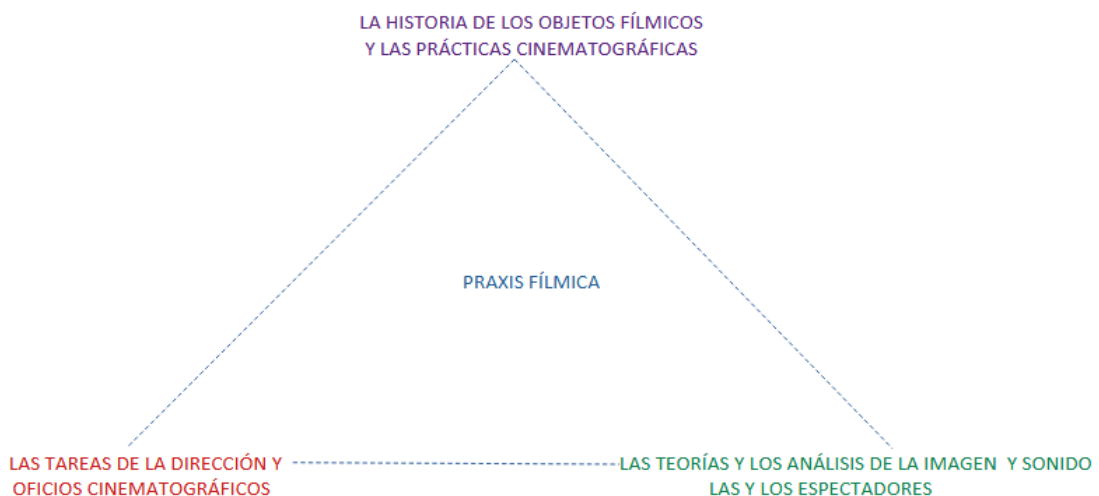 LA HISTORIA DE LOS OBJETOS FÍLMICOS
Y LAS PRÁCTICAS CINEMATOGRÁFICAS
PRAXIS FÍLMICA
LAS TAREAS DE LA DIRECCIÓN Y
OFICIOS CINEMATOGRÁFICOS
LAS TEORÍAS Y LOS ANÁLISIS DE LA IMAGEN Y SONIDO
LAS Y LOS ESPECTADORES